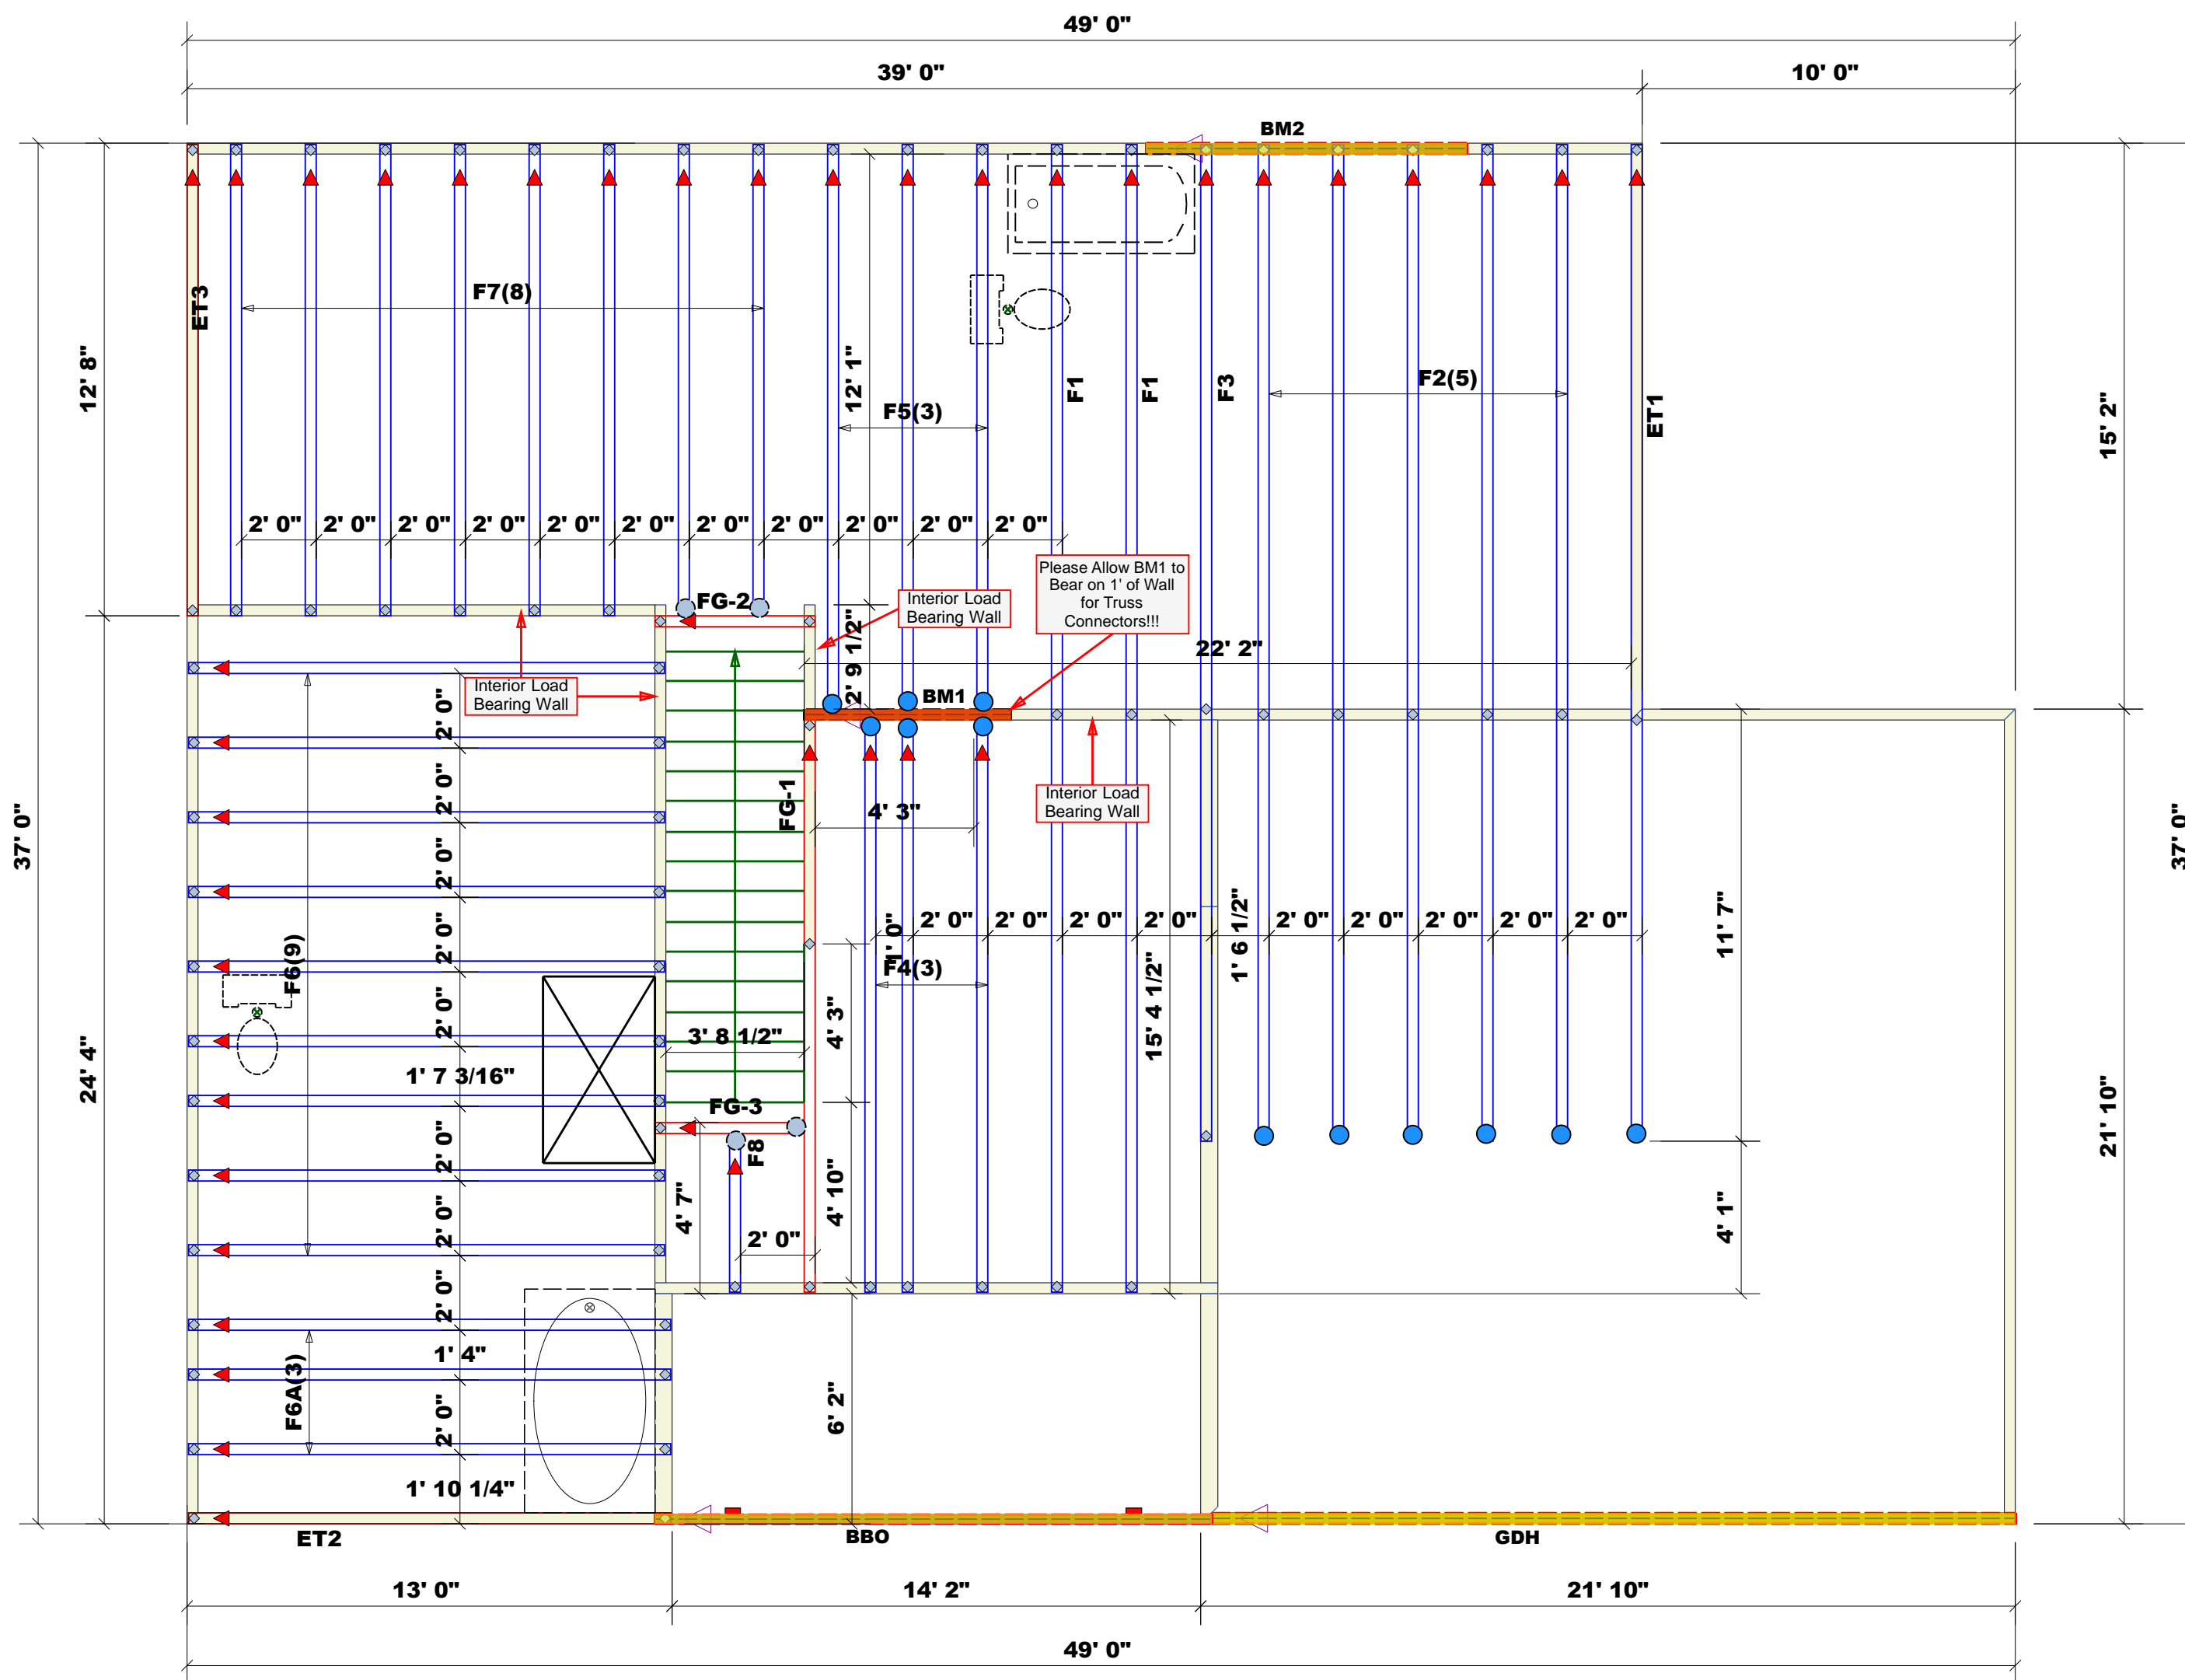 49' 0"
39' 0"
10' 0"
BM2
ET3
F7(8)
12' 8"
12' 1"
F5(3)
F1
F1
F3
F2(5)
ET1
15' 2"
2' 0"
2' 0"
2' 0"
2' 0"
2' 0"
2' 0"
2' 0"
2' 0"
2' 0"
2' 0"
2' 0"
Please Allow BM1 to
Bear on 1' of Wall
for Truss
Connectors!!!
FG-2
Interior Load
Bearing Wall
2' 9 1/2"
22' 2"
Interior Load
Bearing Wall
BM1
2' 0"
2' 0"
2' 0"
2' 0"
2' 0"
FG-1
4' 3"
Interior Load
Bearing Wall
37' 0"
37' 0"
F6(9)
1' 0"
2' 0"
2' 0"
2' 0"
2' 0"
1' 6 1/2"
2' 0"
2' 0"
2' 0"
2' 0"
2' 0"
11' 7"
F4(3)
4' 3"
15' 4 1/2"
3' 8 1/2"
24' 4"
1' 7 3/16"
FG-3
F8
21' 10"
2' 0"
2' 0"
2' 0"
4' 7"
4' 10"
4' 1"
2' 0"
1' 4"
F6A(3)
2' 0"
6' 2"
1' 10 1/4"
ET2
BBO
GDH
13' 0"
14' 2"
21' 10"
49' 0"